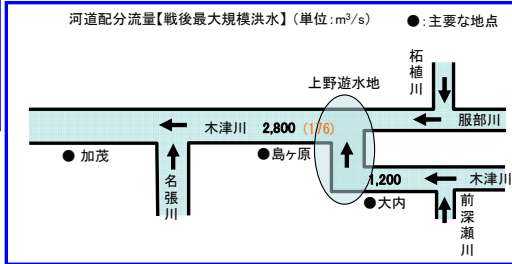 河道配分流量【戦後最大規模洪水】(単位:m³/s) ●:主要な地点
柘植川
上野遊水地
木津川 2,800 (176) 服部川
●加茂 ●島ヶ原
名張川
1,200 木津川
●大内
前深瀬川